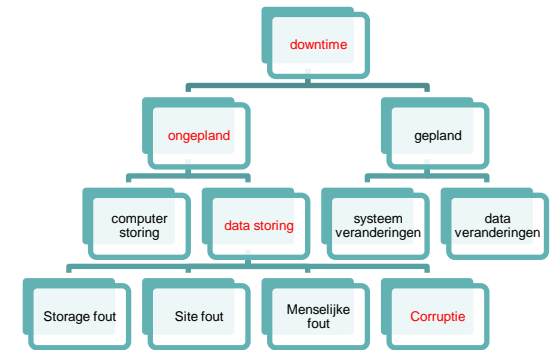 downtime
ongepland
gepland
computer
storing
data storing
systeem
veranderingen
data
veranderingen
Storage fout
Site fout
Menselijke
fout
Corruptie